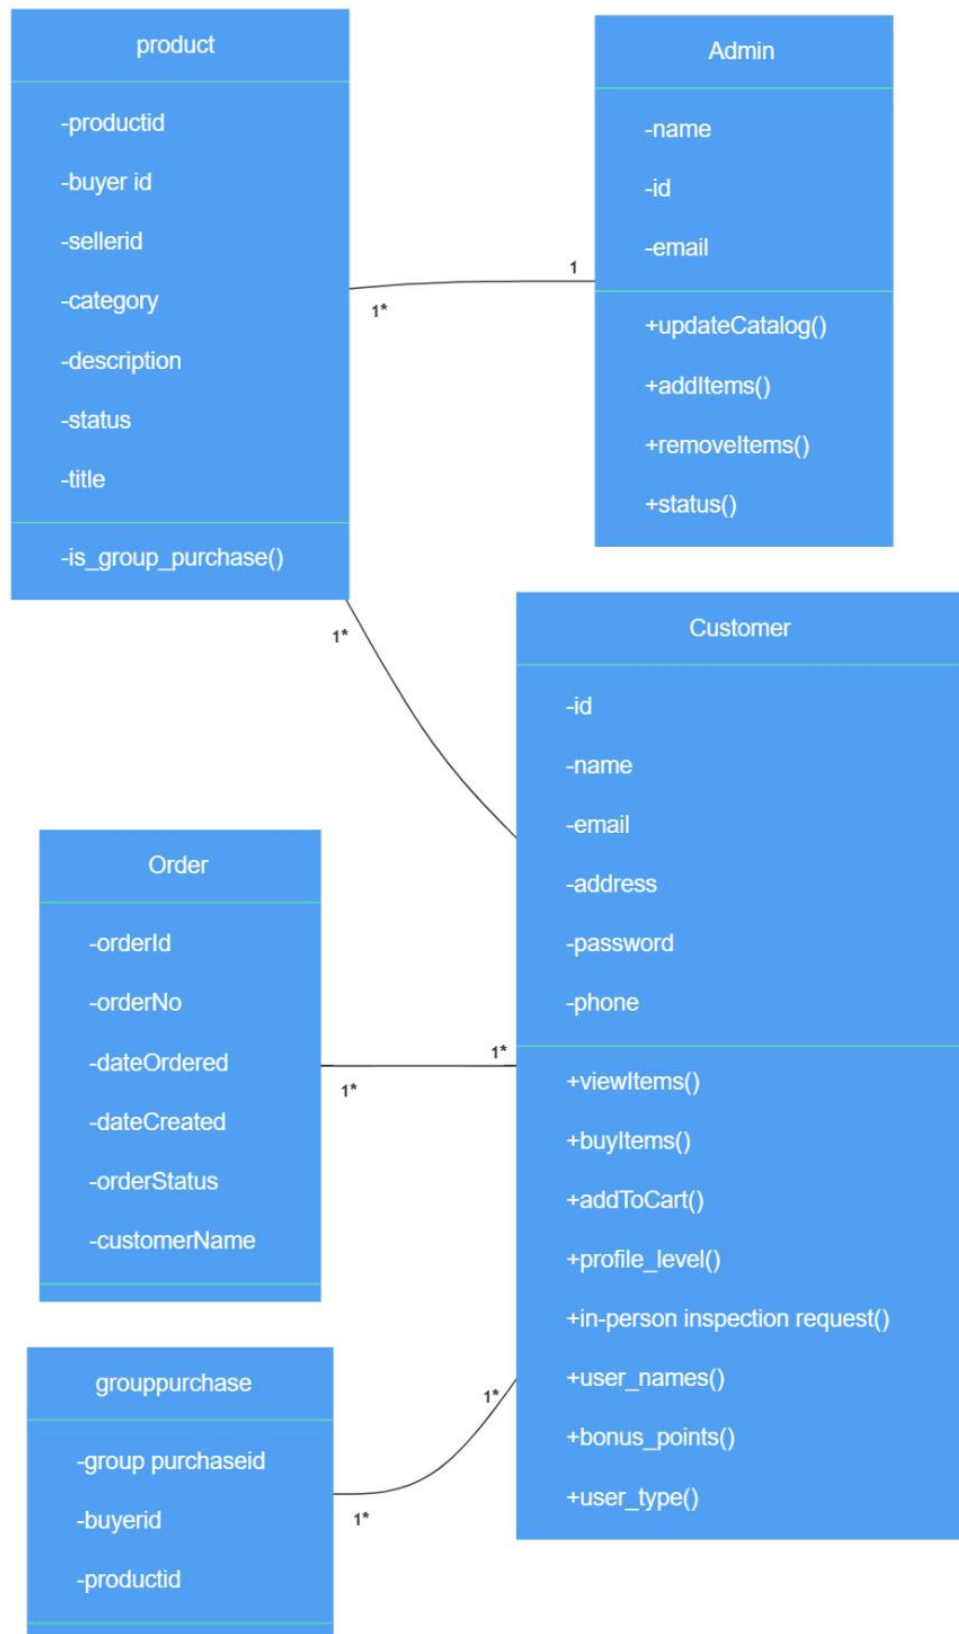 product
-productid
-buyer id
-sellerid
-category
-description
-status
-title
-is_group_purchase()
1*
1
Admin
-name
-id
-email
+updateCatalog()
+addItems()
+removeItems()
+status()
1*
Customer
-id
-name
-email
-address
-password
-phone
+viewItems()
+buyItems()
+addToCart()
+profile_level()
+in-person inspection request()
+user_names()
+bonus_points()
+user_type()
Order
-orderId
-orderNo
-dateOrdered
-dateCreated
-orderStatus
-customerName
1*
1*
grouppurchase
-group purchaseid
-buyerid
-productid
1*
1*